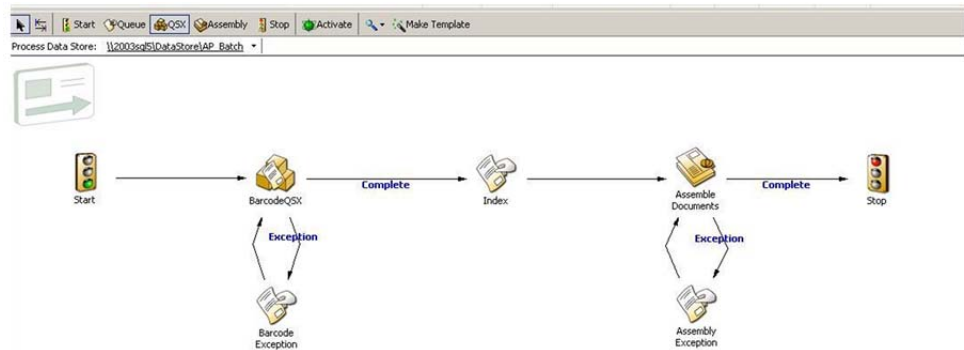 Start Queue QSX Assembly Stop Activate Make Template
Process Data Store: \\2003sql5\DataStore\AP_Batch
Start
BarcodeQSX
Complete
Index
Assemble
Documents
Complete
Stop
Exception
Exception
Barcode
Exception
Assembly
Exception